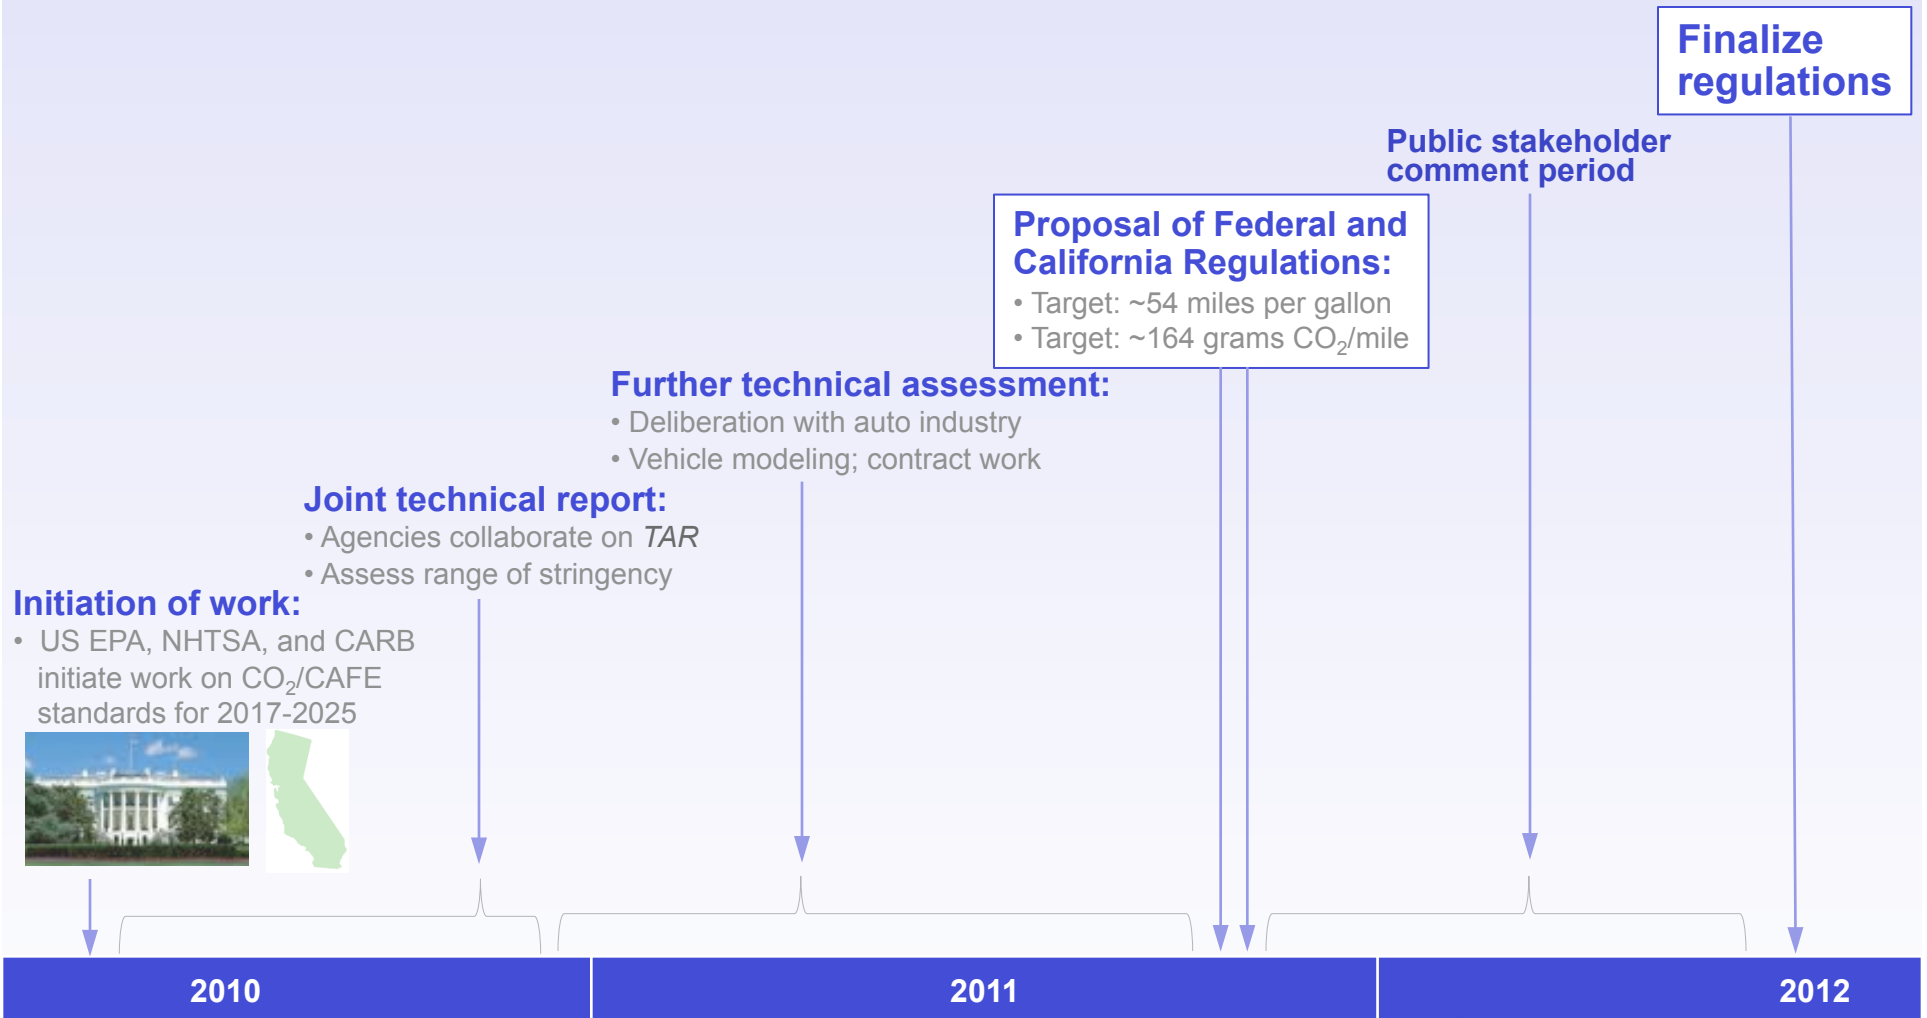 Finalize
regulations
Public stakeholder
comment period
Proposal of Federal and
California Regulations:
• Target: ~54 miles per gallon
• Target: ~164 grams CO₂/mile
Further technical assessment:
• Deliberation with auto industry
• Vehicle modeling; contract work
Joint technical report:
• Agencies collaborate on TAR
• Assess range of stringency
Initiation of work:
• US EPA, NHTSA, and CARB
initiate work on CO₂/CAFE
standards for 2017-2025
2010
2011
2012